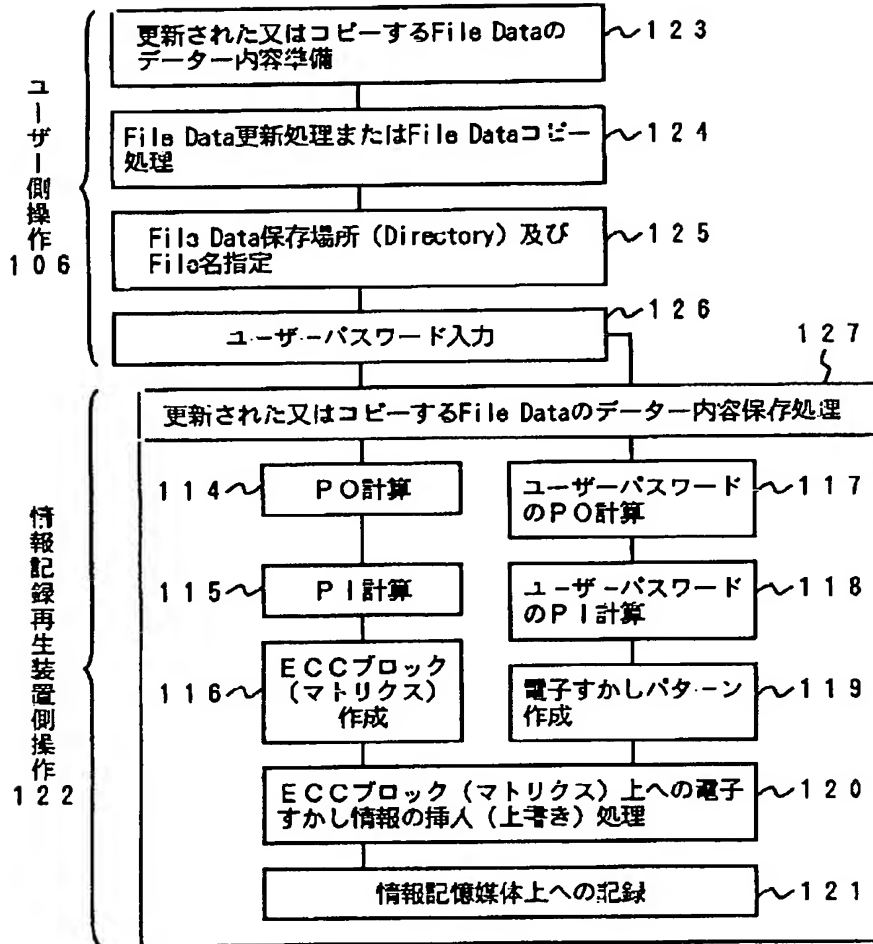 更新された又はコピーするFile Dataの
データー内容準備
123
File Data更新処理またはFile Dataコピー
処理
124
File Data保存場所（Directory）及び
File名指定
125
ユーザーパスワード入力
126
ユーザー側操作
106
127
更新された又はコピーするFile Dataのデーター内容保存処理
114
PO計算
ユーザーパスワード
のPO計算
117
115
PI計算
ユーザーパスワード
のPI計算
118
116
ECCブロック
（マトリクス）
作成
電子すかしパターン
作成
119
ECCブロック（マトリクス）上への電子
すかし情報の挿入（上書き）処理
120
情報記憶媒体上への記録
121
情報記録再生装置側操作
122